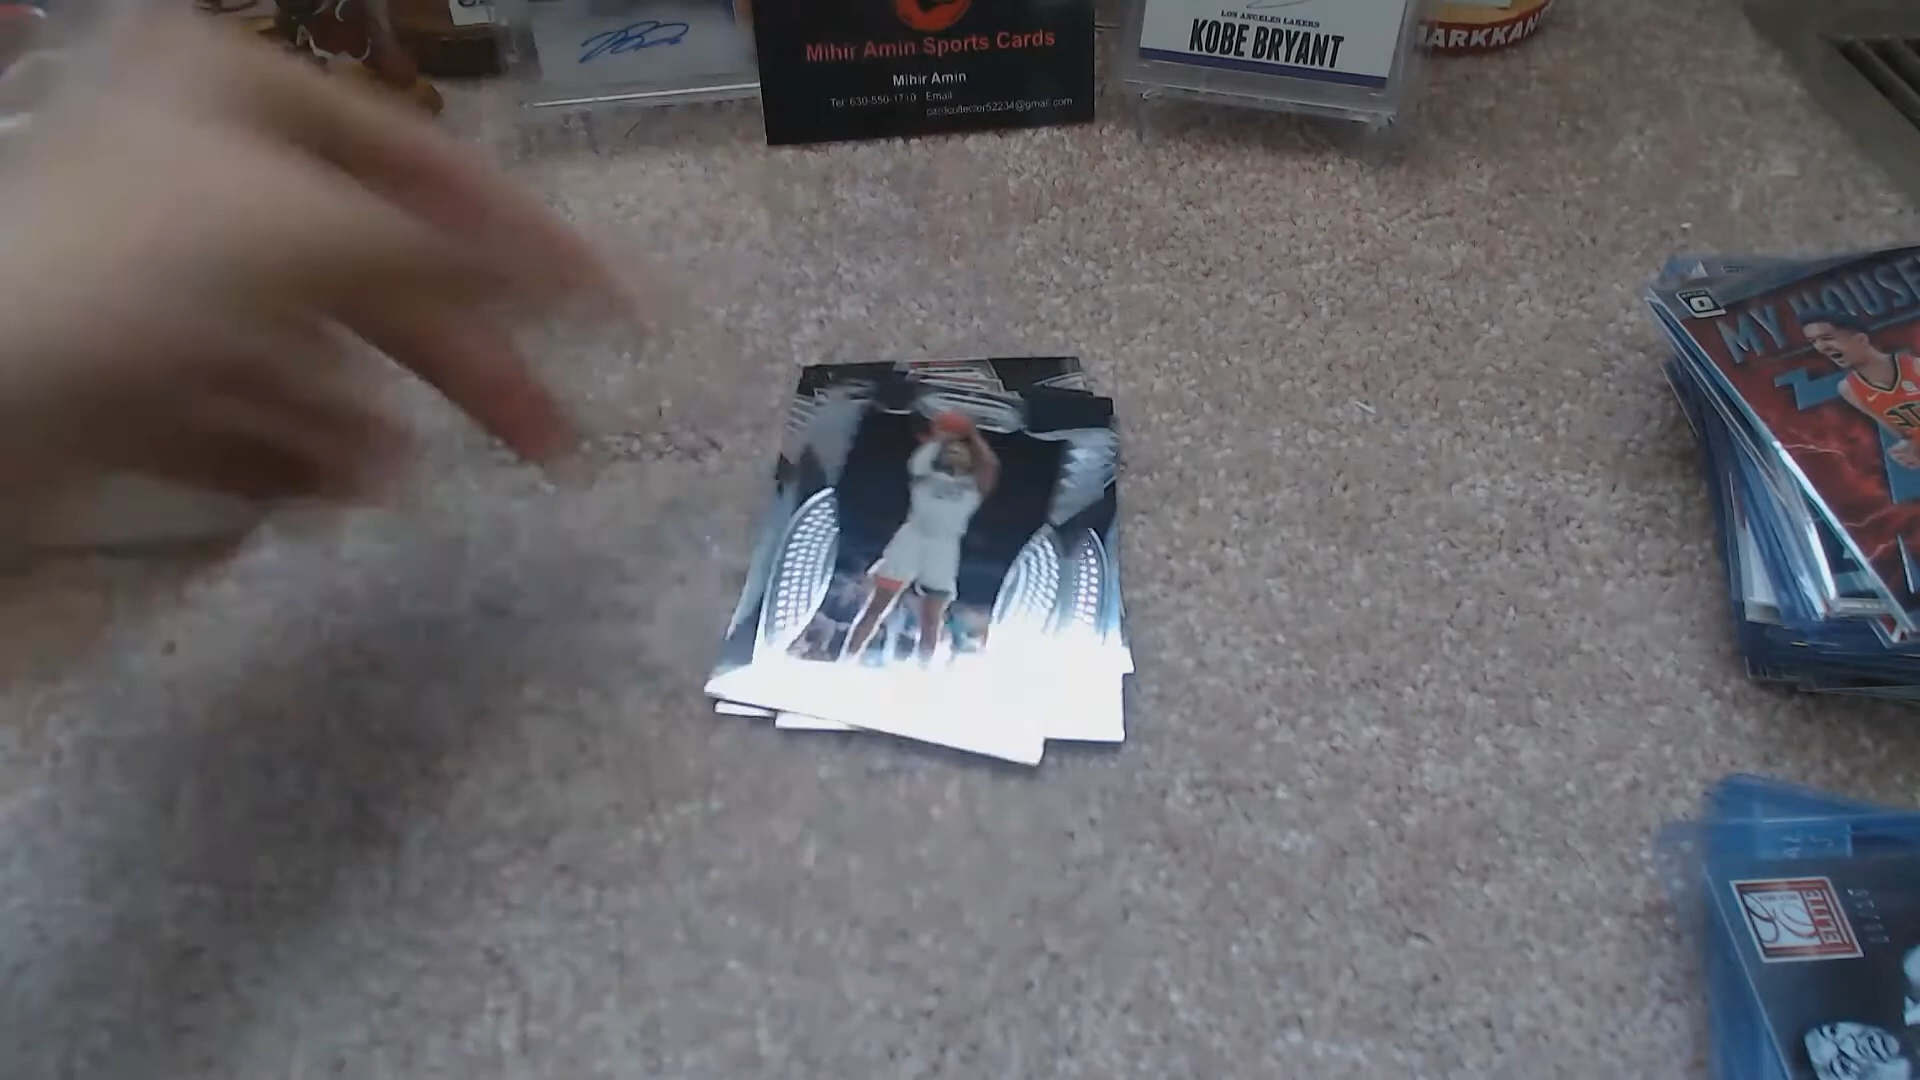 Mihir Amin Sports Cards
Mihir Amin
Tel: 630-550-1710 Email
cardcollector52234@gmail.com
LOS ANGELES LAKERS
KOBE BRYANT
ARKKAN
MY HOUSE
ELITE